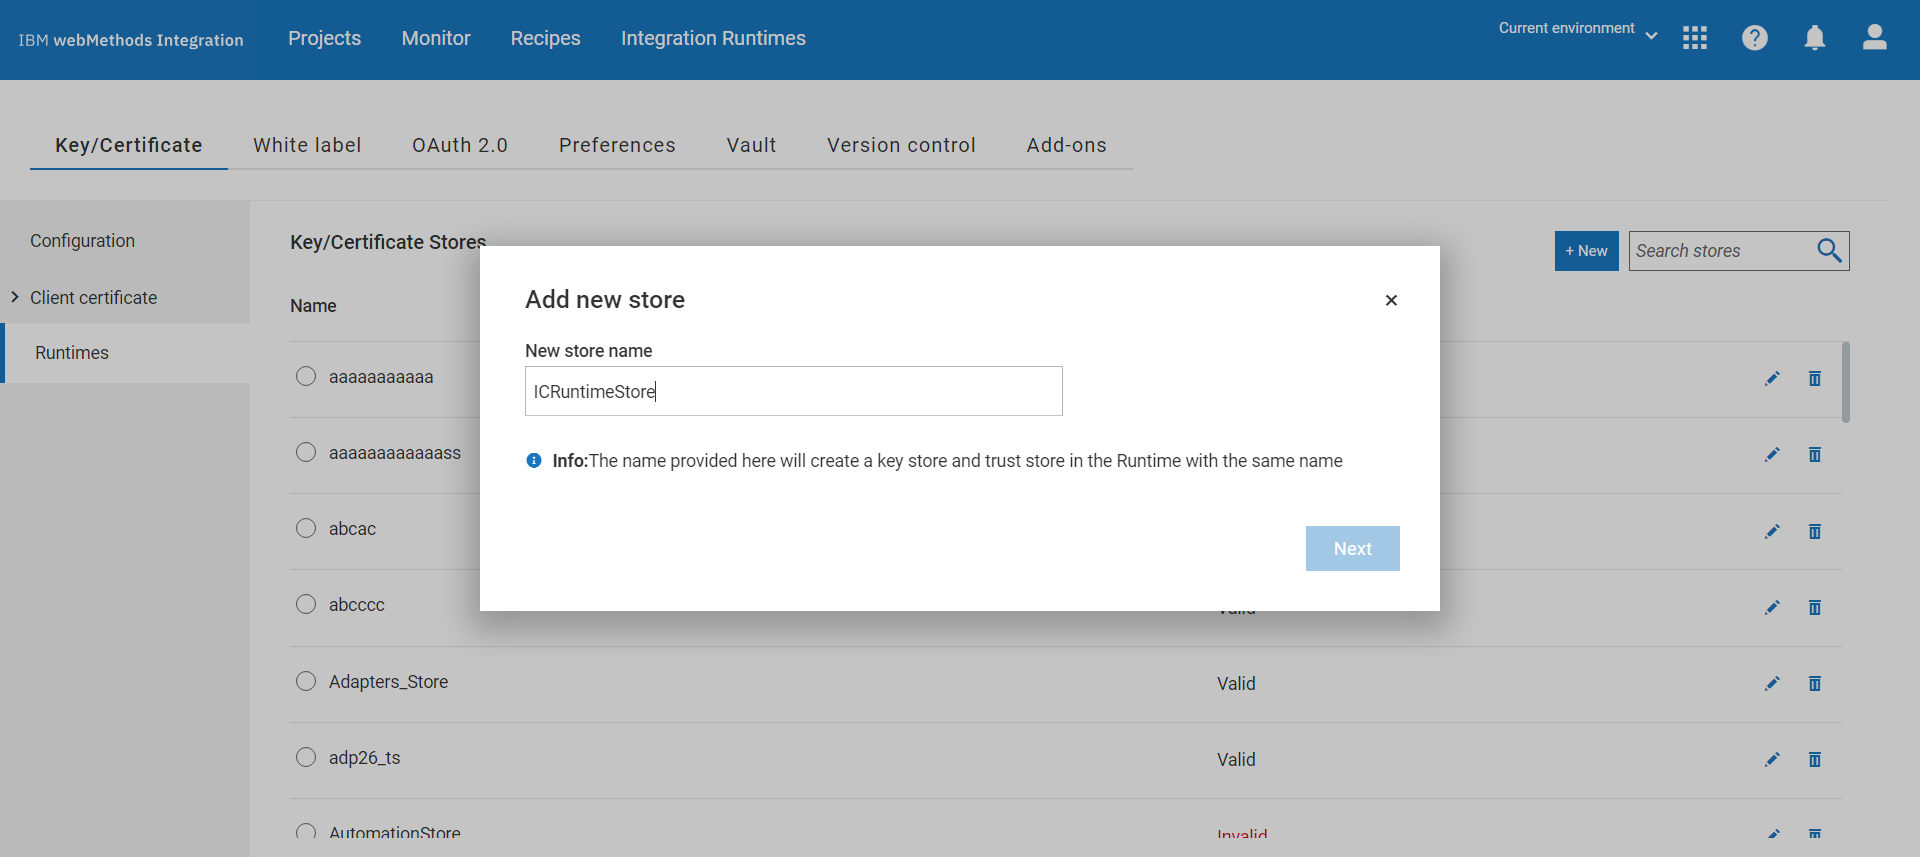 IBM webMethods Integration
Projects
Monitor
Recipes
Integration Runtimes
Current environment
Key/Certificate
White label
OAuth 2.0
Preferences
Vault
Version control
Add-ons
Configuration
Client certificate
Runtimes
Key/Certificate Stores
+ New
Search stores
Name
Add new store
New store name
ICRuntimeStore
Info:The name provided here will create a key store and trust store in the Runtime with the same name
Next
aaaaaaaaaaa
aaaaaaaaaaaass
abcac
abcccc
Valid
Adapters_Store
Valid
adp26_ts
Valid
AutomationStore
Invalid